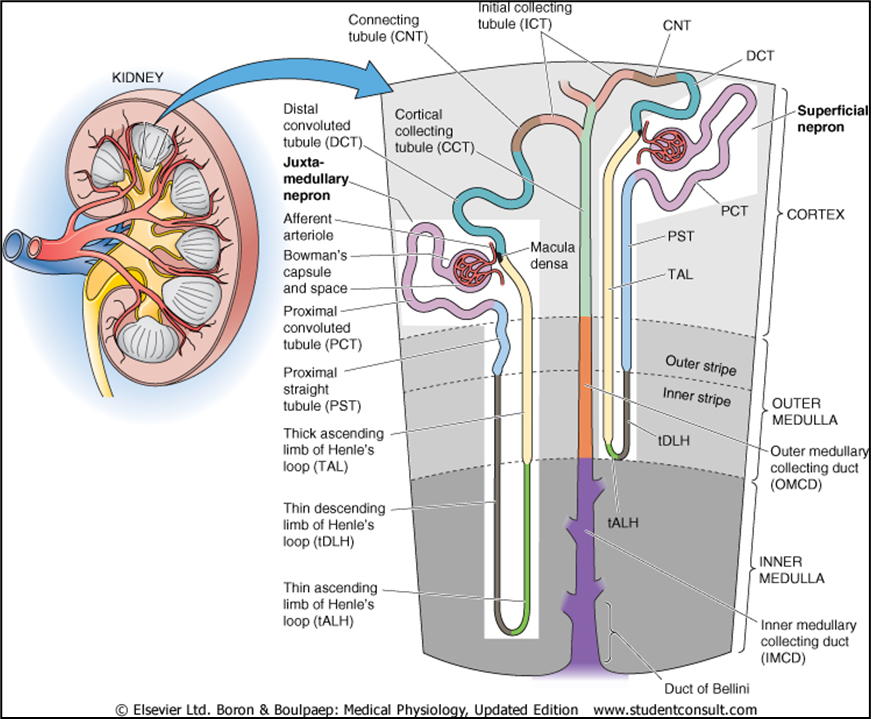 KIDNEY
Connecting
tubule (CNT)
Initial collecting
tubule (ICT)
CNT
DCT
Distal
convoluted
tubule (DCT)
Cortical
collecting
tubule (CCT)
Superficial
nepron
Juxta-
medullary
nepron
Afferent
arteriole
Bowman's
capsule
and space
Macula
densa
PCT
PST
TAL
CORTEX
Proximal
convoluted
tubule (PCT)
Proximal
straight
tubule (PST)
Outer stripe
Inner stripe
OUTER
MEDULLA
Thick ascending
limb of Henle's
loop (TAL)
tDLH
Outer medullary
collecting duct
(OMCD)
Thin descending
limb of Henle's
loop (tDLH)
tALH
INNER
MEDULLA
Thin ascending
limb of Henle's
loop (tALH)
Inner medullary
collecting duct
(IMCD)
Duct of Bellini
© Elsevier Ltd. Boron & Boulpaep: Medical Physiology, Updated Edition www.studentconsult.com